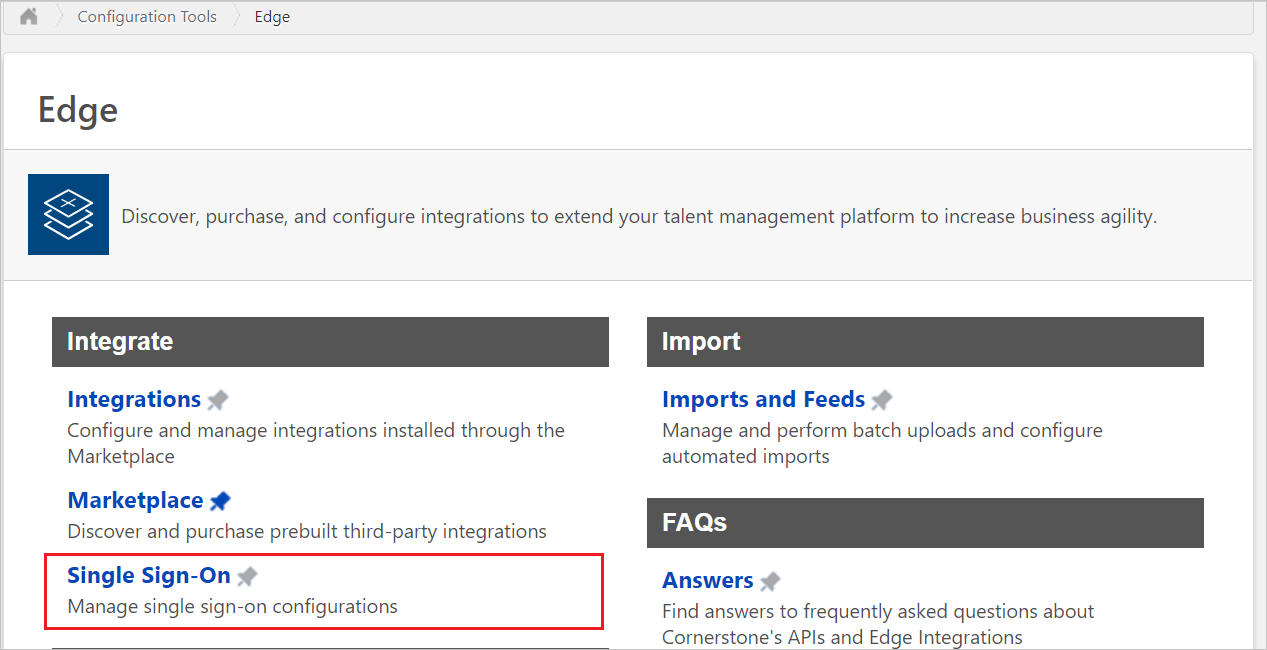 Configuration Tools
Edge
Edge
Discover, purchase, and configure integrations to extend your talent management platform to increase business agility.
Integrate
Integrations
Configure and manage integrations installed through the
Marketplace
Marketplace
Discover and purchase prebuilt third-party integrations
Single Sign-On
Manage single sign-on configurations
Import
Imports and Feeds
Manage and perform batch uploads and configure
automated imports
FAQs
Answers
Find answers to frequently asked questions about
Cornerstone's APIs and Edge Integrations